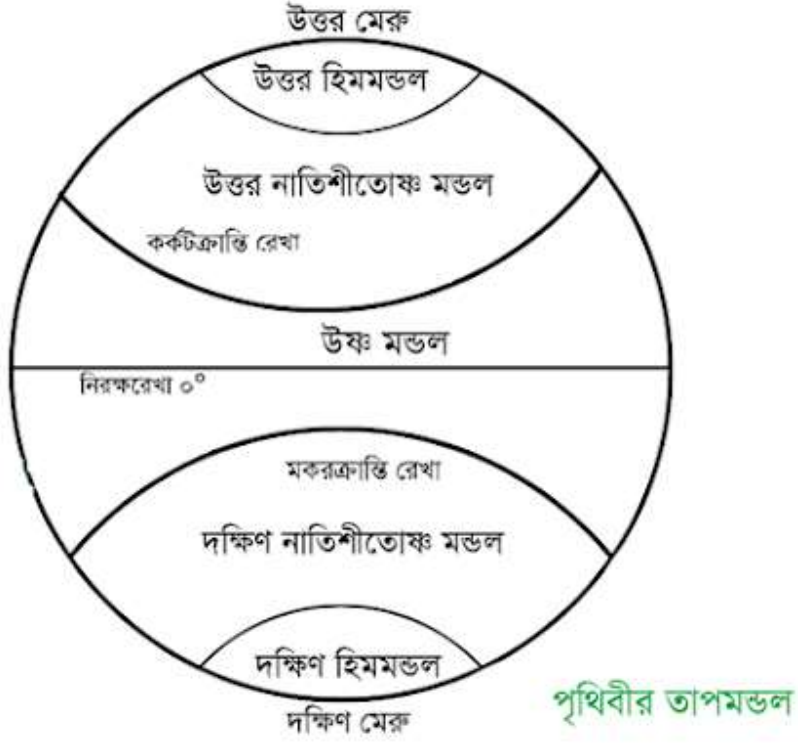 উত্তর মেরু
উত্তর হিমমন্ডল
উত্তর নাতিশীতোষ্ণ মন্ডল
কর্কটক্রান্তি রেখা
উষ্ণ মন্ডল
নিরক্ষরেখা ০°
মকরক্রান্তি রেখা
দক্ষিণ নাতিশীতোষ্ণ মন্ডল
দক্ষিণ হিমমন্ডল
দক্ষিণ মেরু
পৃথিবীর তাপমন্ডল